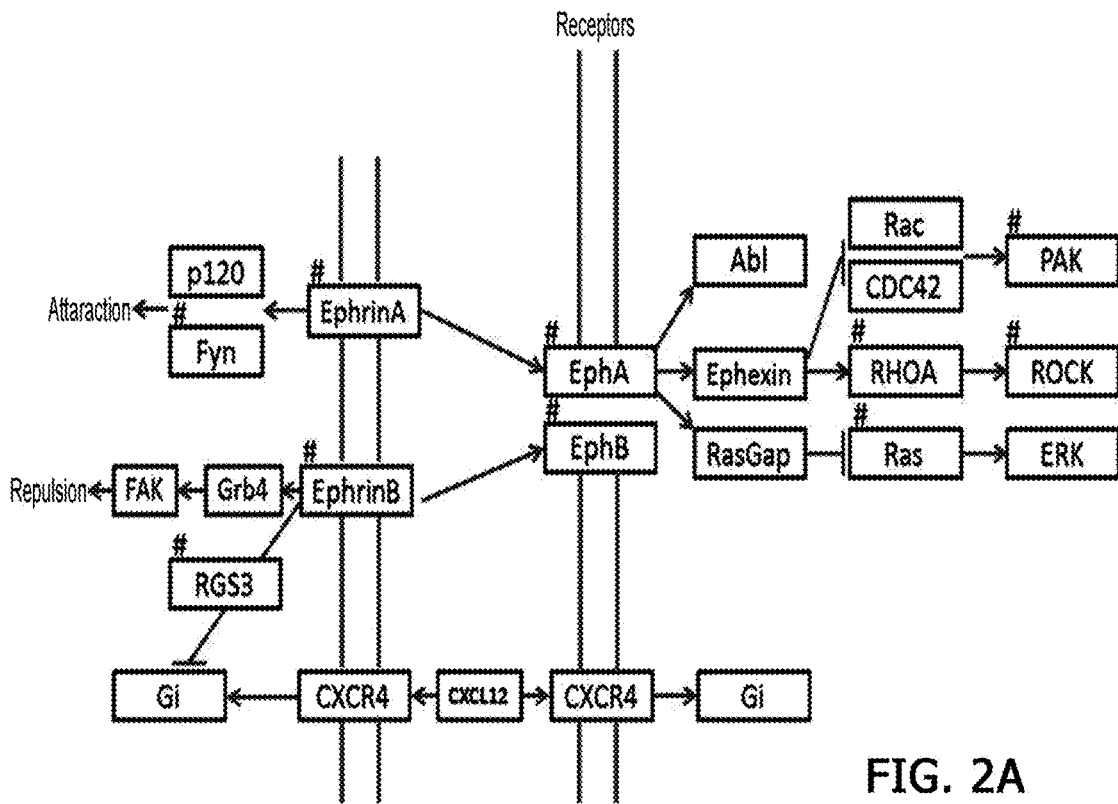 Receptors
#
Rac
#
p120
#
Abl
CDC42
PAK
Attaraction
#
EphrinA
Fyn
#
EphA
Ephexin
#
RHOA
#
ROCK
#
EphB
RasGap
#
Ras
ERK
#
Repulsion
FAK
Grb4
EphrinB
#
RGS3
Gi
CXCR4
CXCL12
CXCR4
Gi
FIG. 2A